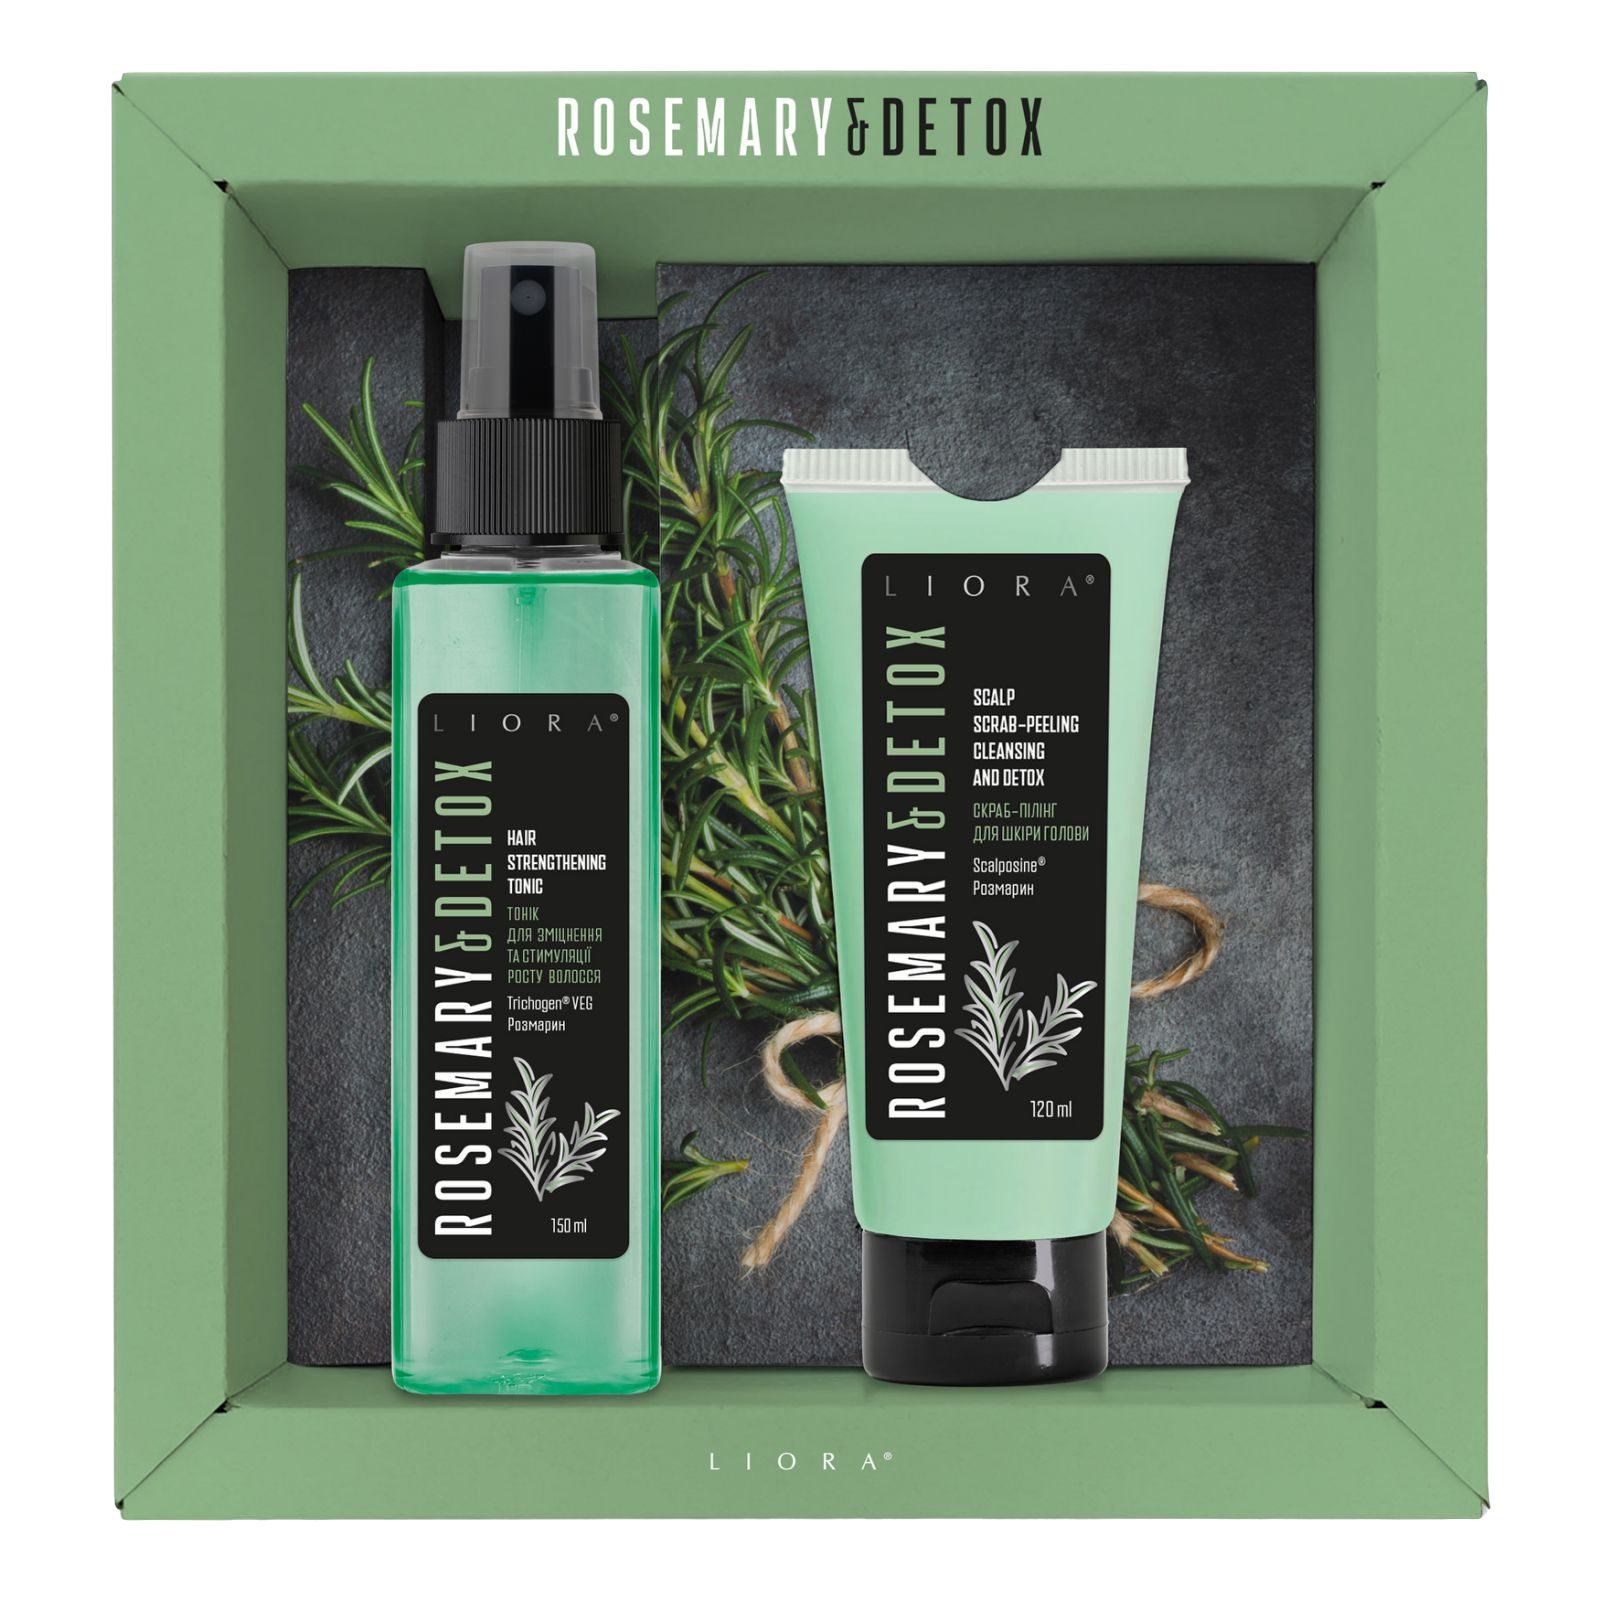 ROSEMARY&DETOX
LIORA®
ROSEMARY&DETOX
HAIR
STRENGTHENING
TONIC
ТОНІК
ДЛЯ ЗМІЦНЕННЯ
ТА СТИМУЛЯЦІЇ
РОСТУ ВОЛОССЯ
Trichogen® VEG
Розмарин
150 ml
LIORA®
ROSEMARY&DETOX
SCALP
SCRAB-PEELING
CLEANSING
AND DETOX
СКРАБ-ПІЛІНГ
ДЛЯ ШКІРИ ГОЛОВИ
Scalposine®
Розмарин
120 ml
LIORA®